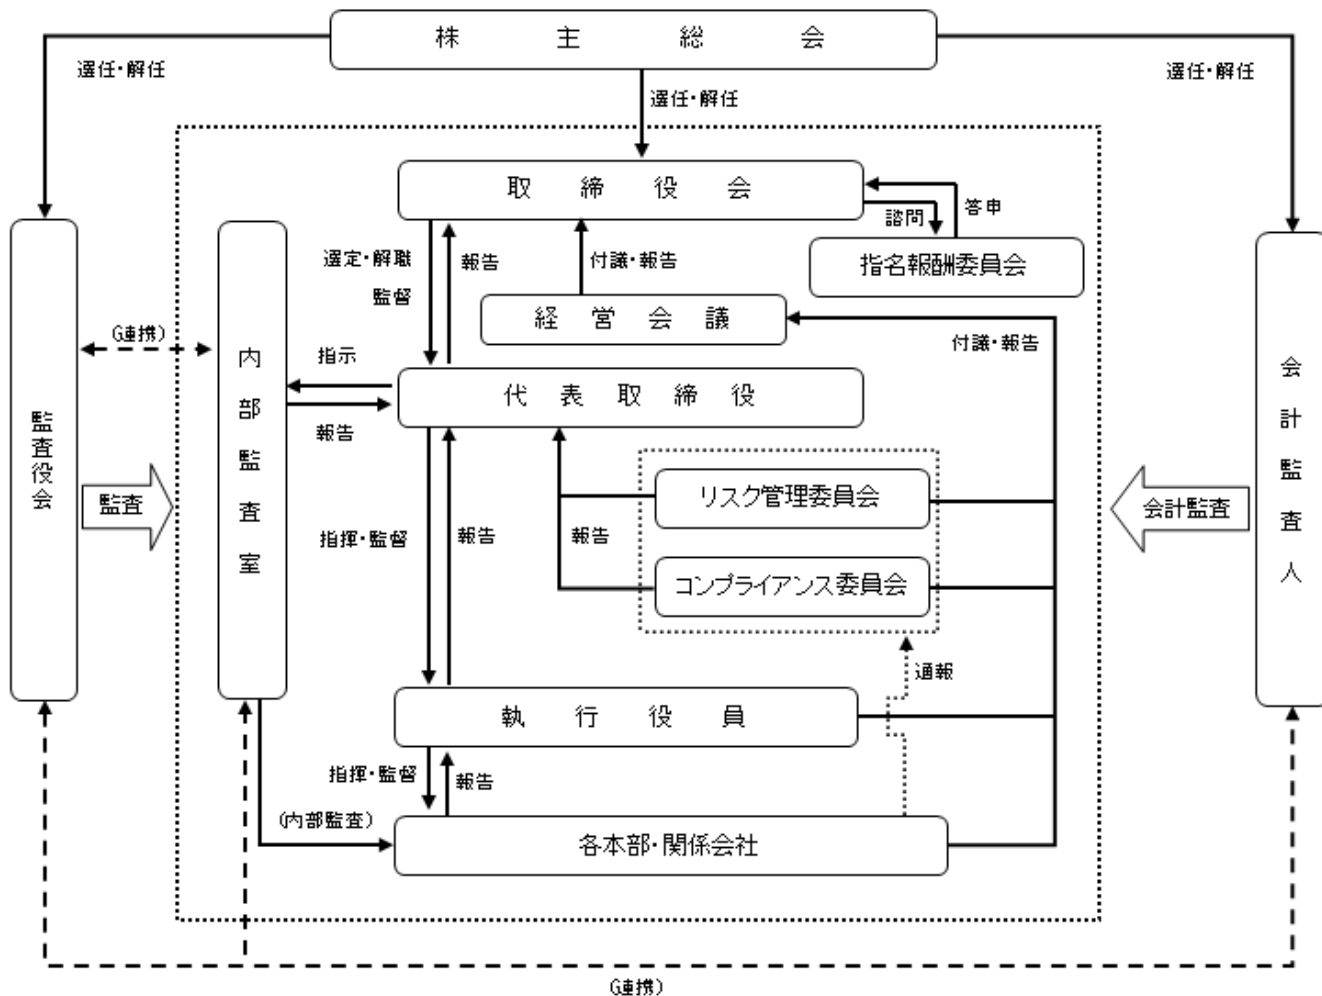 株主総会
選任・解任
選任・解任
選任・解任
取締役会
答申
諮問
指名報酬委員会
選定・解職
監督
報告
付議・報告
経営会議
付議・報告
(連携)
指示
報告
代表取締役
内部監査室
監査役会
監査
会計監査人
会計監査
リスク管理委員会
コンプライアンス委員会
報告
指揮・監督
報告
通報
執行役員
指揮・監督
報告
(内部監査)
各本部・関係会社
(連携)